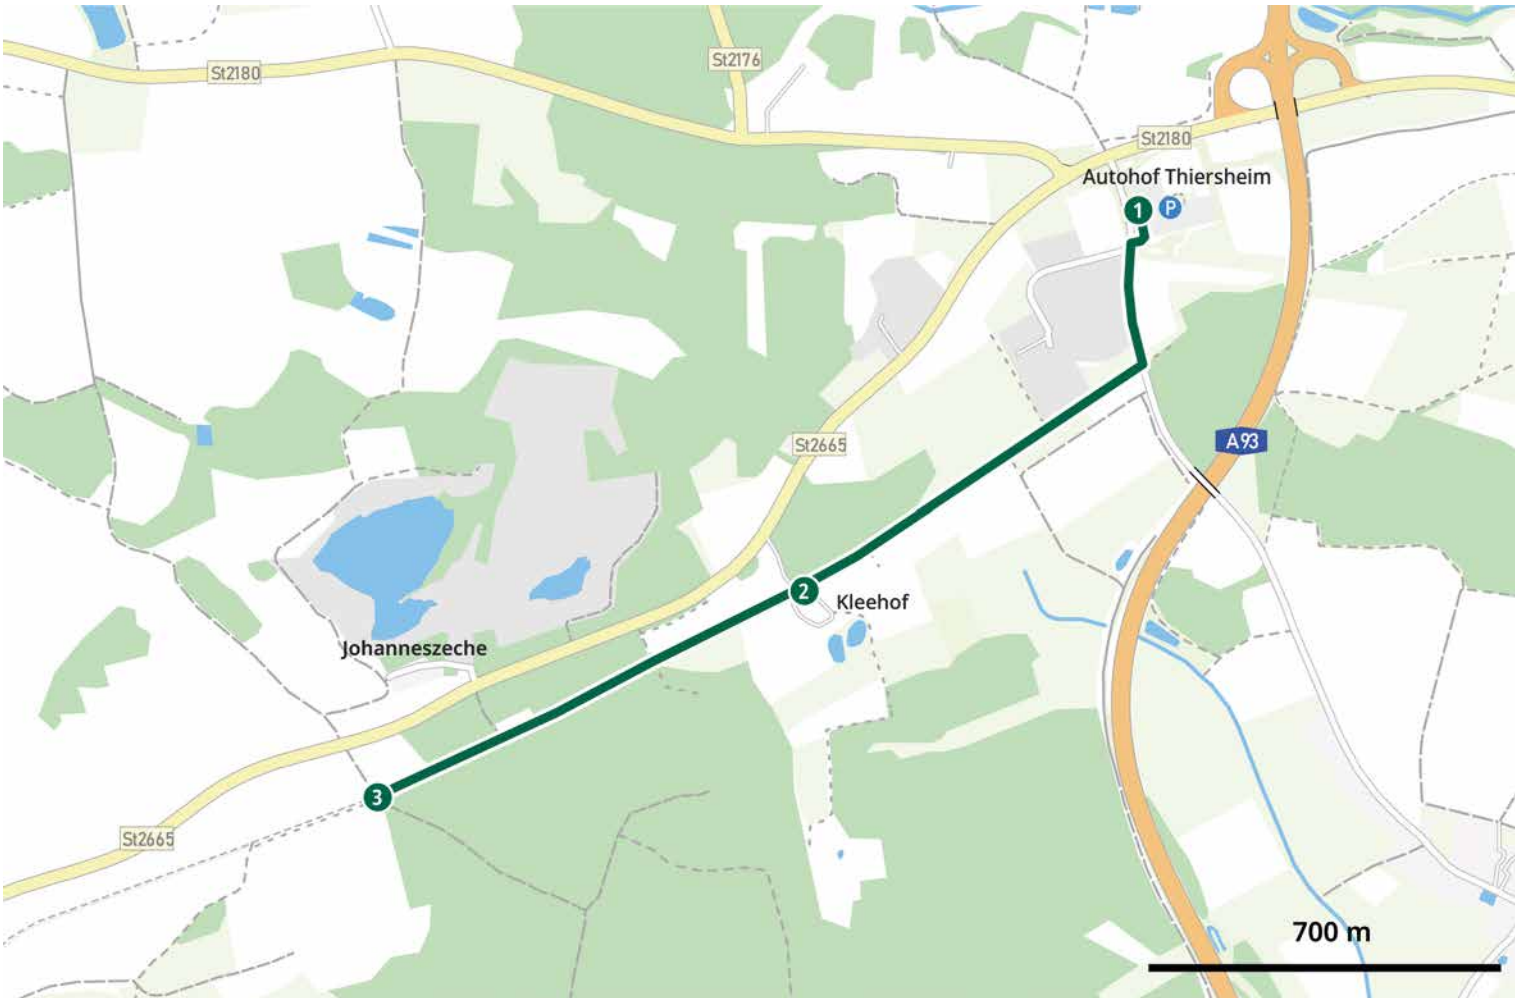 St2176
St2180
St2180
Autohof Thiersheim
1
P
A93
St2665
2
Kleehof
Johanneszeche
3
St2665
700 m